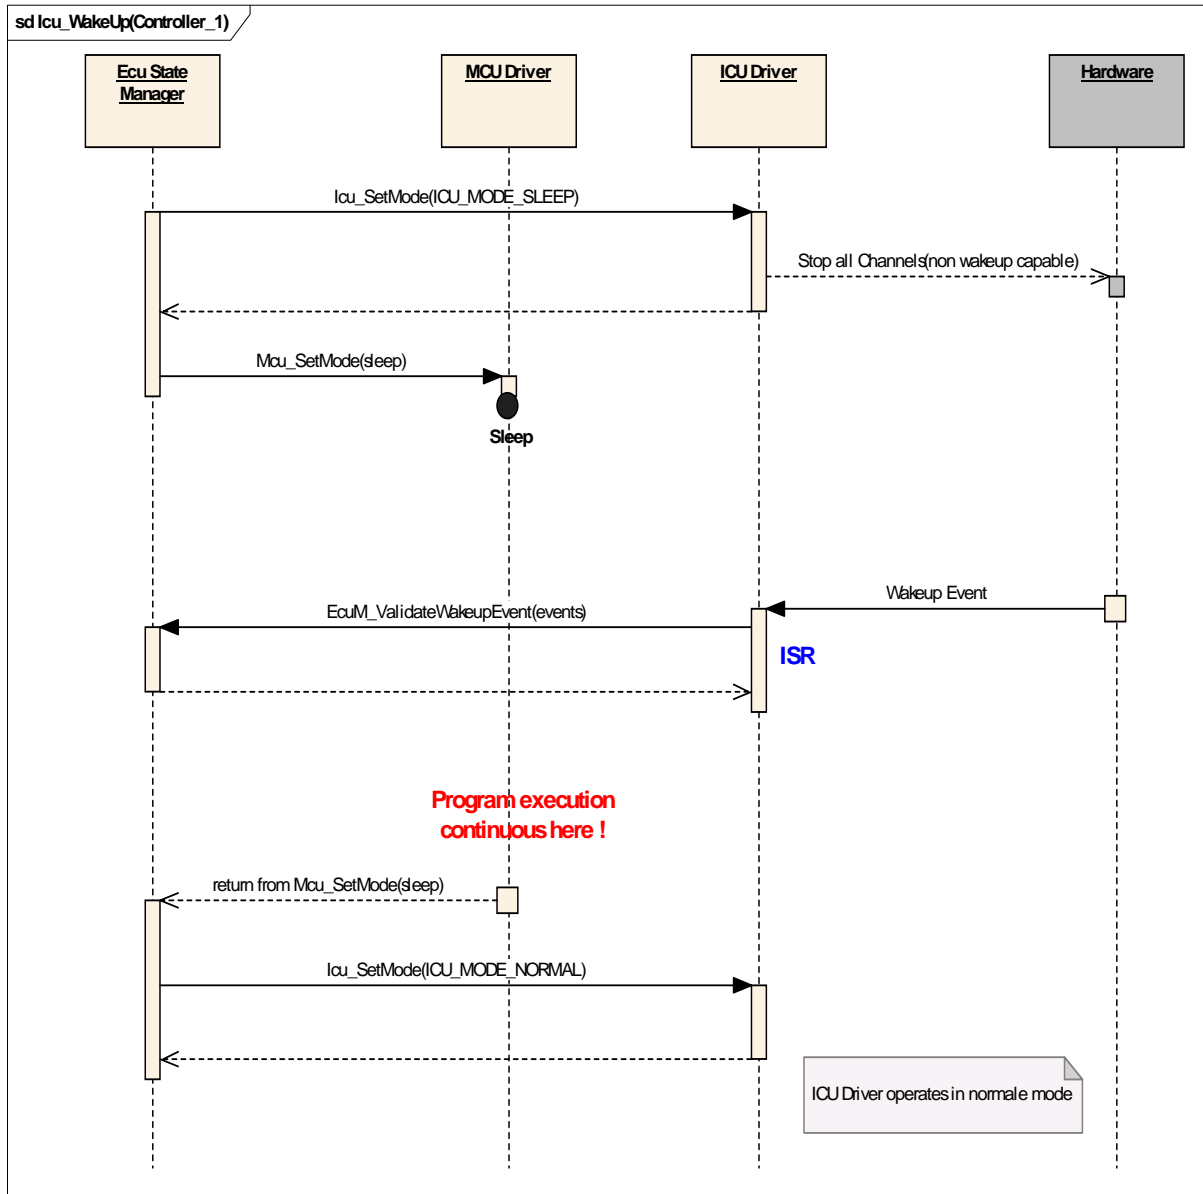 sd Icu_WakeUp(Controller_1)
Ecu State
Manager
MCU Driver
ICU Driver
Hardware
Icu_SetMode(ICU_MODE_SLEEP)
Stop all Channels(non wakeup capable)
Mcu_SetMode(sleep)
Sleep
Wakeup Event
EcuM_ValidateWakeupEvent(events)
ISR
Program execution
continuous here !
return from Mcu_SetMode(sleep)
Icu_SetMode(ICU_MODE_NORMAL)
ICU Driver operates in normale mode